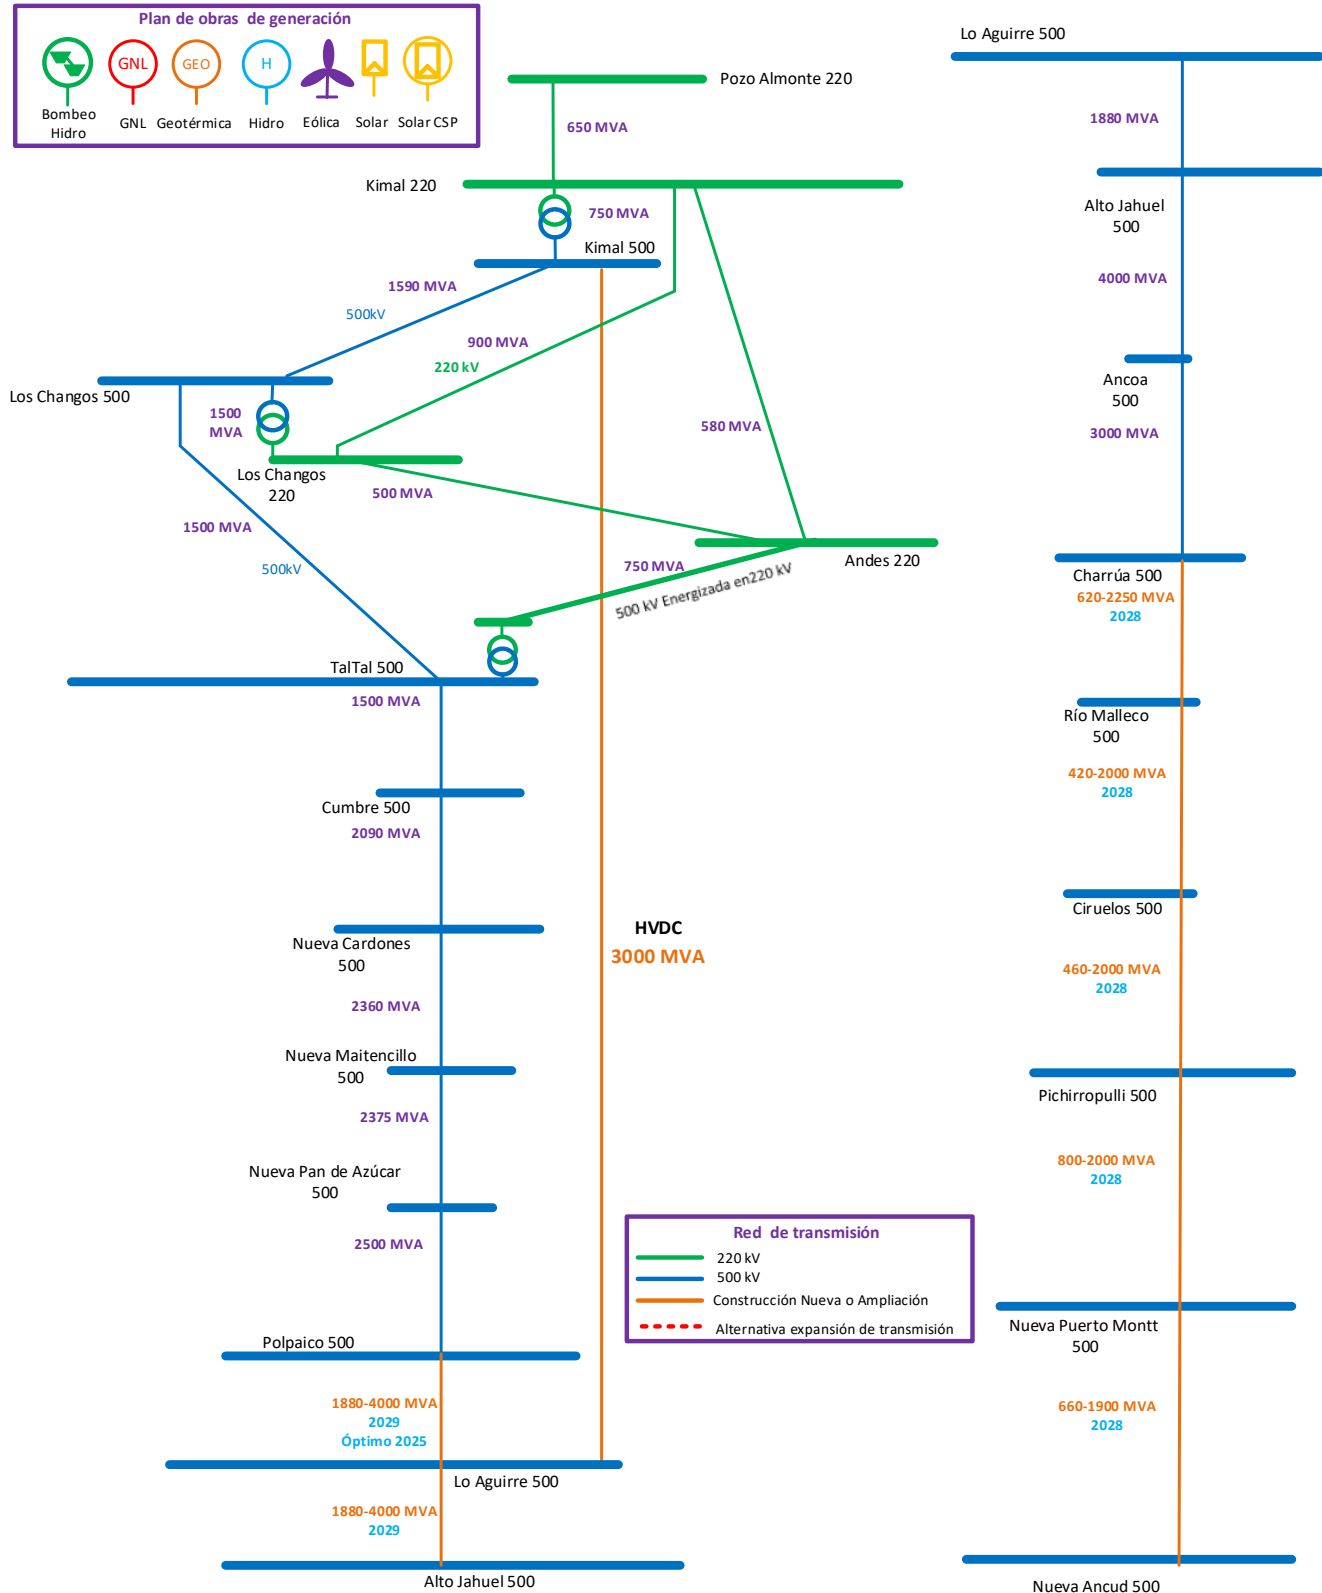 Plan de obras de generación
GNL
GEO
H
Bombeo
Hidro
GNL
Geotérmica
Hidro
Eólica
Solar
Solar CSP
Pozo Almonte 220
650 MVA
Kimal 220
750 MVA
Kimal 500
1590 MVA
500kV
900 MVA
220 kV
Los Changos 500
1500
MVA
580 MVA
Los Changos
220
500 MVA
1500 MVA
500kV
Andes 220
750 MVA
500 kV Energizada en220 kV
TalTal 500
1500 MVA
Cumbre 500
2090 MVA
Nueva Cardones
500
2360 MVA
HVDC
3000 MVA
Nueva Maitencillo
500
2375 MVA
Nueva Pan de Azúcar
500
2500 MVA
Polpaico 500
1880-4000 MVA
2029
Óptimo 2025
Lo Aguirre 500
1880-4000 MVA
2029
Alto Jahuel 500
Red  de transmisión
220 kV
500 kV
Construcción Nueva o Ampliación
Alternativa expansión de transmisión
Lo Aguirre 500
1880 MVA
Alto Jahuel
500
4000 MVA
Ancoa
500
3000 MVA
Charrúa 500
620-2250 MVA
2028
Río Malleco
500
420-2000 MVA
2028
Ciruelos 500
460-2000 MVA
2028
Pichirropulli 500
800-2000 MVA
2028
Nueva Puerto Montt
500
660-1900 MVA
2028
Nueva Ancud 500